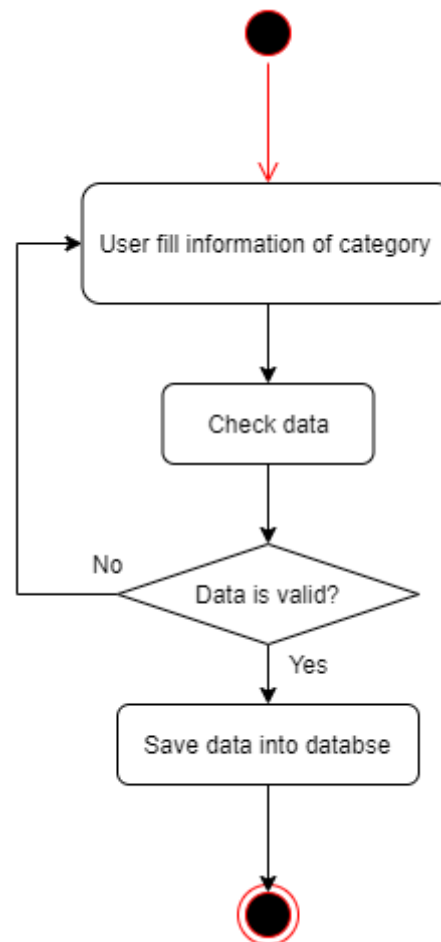 User fill information of category
Check data
No
Data is valid?
Yes
Save data into databse